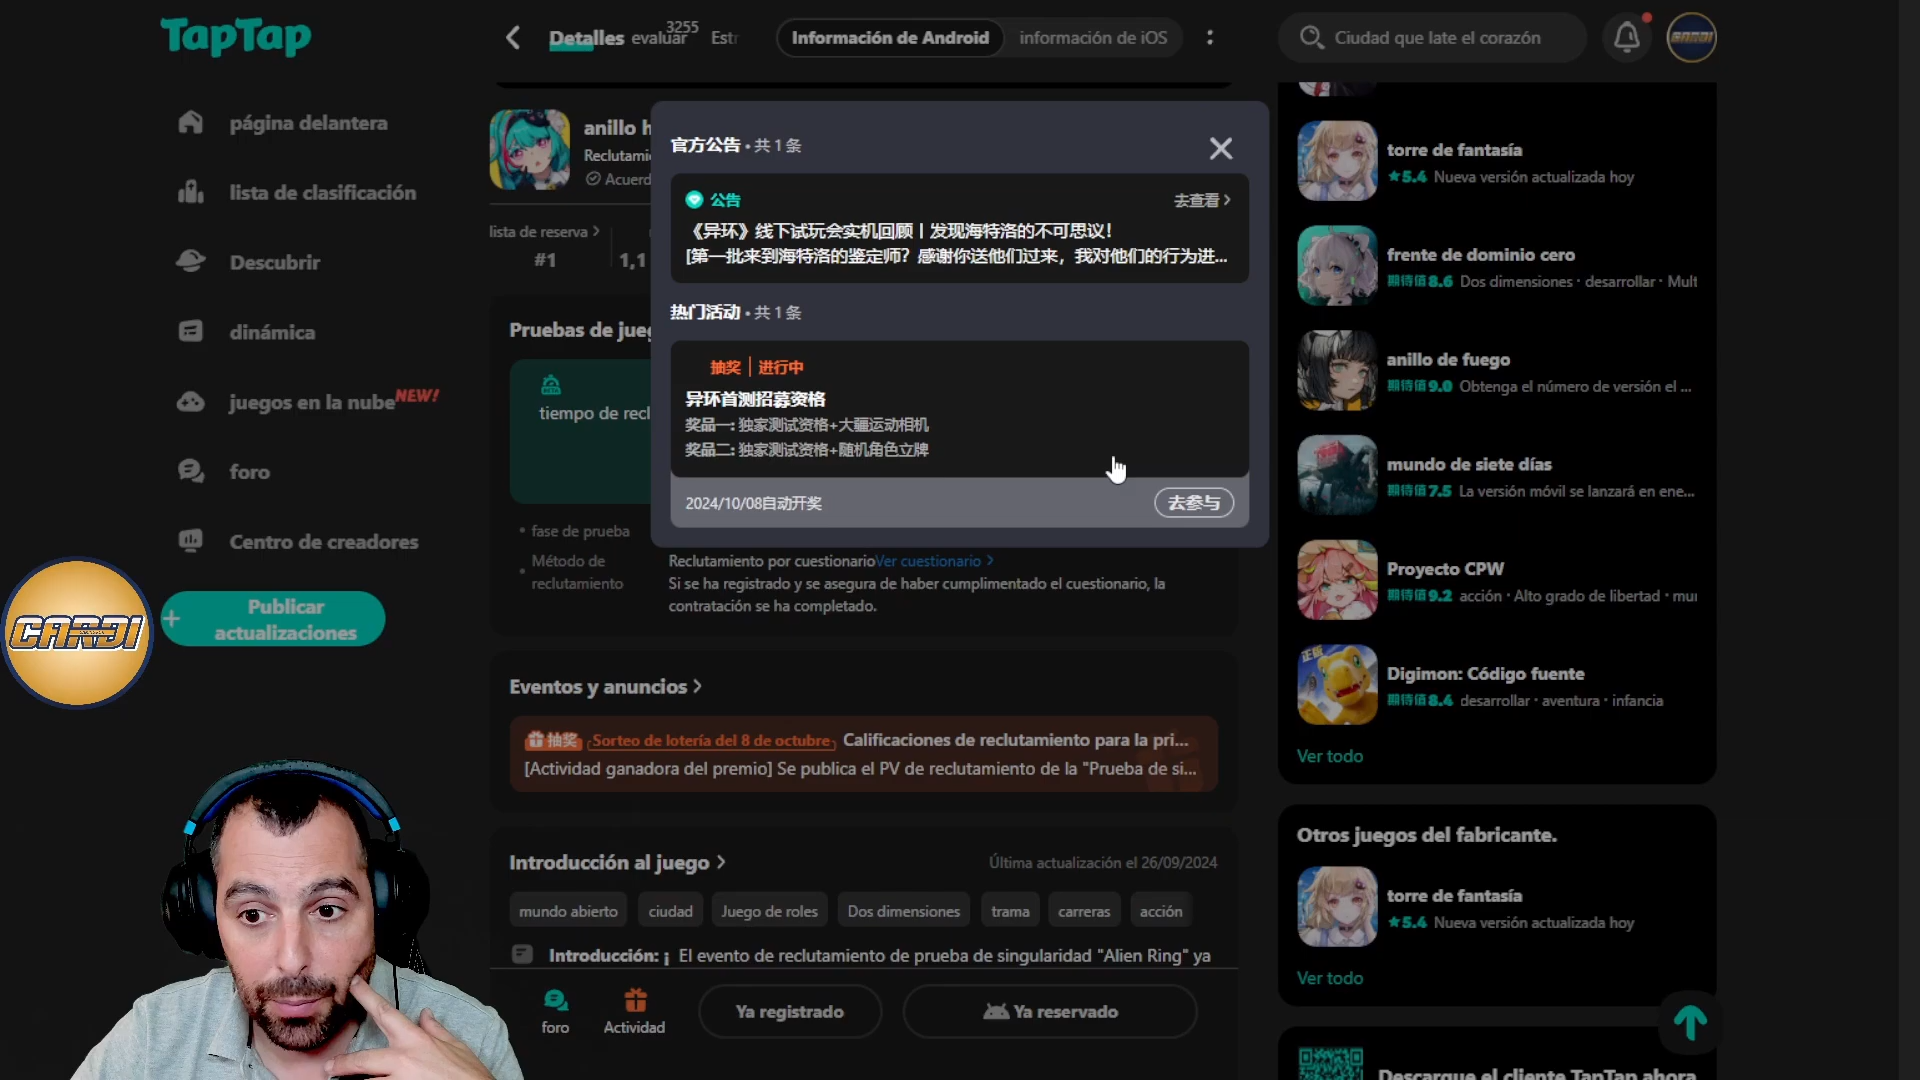 TapTap
Detalles
evaluar
3255
Información de Android
información de iOS
Ciudad que late el corazón
CARDI
página delantera
lista de clasificación
Descubrir
dinámica
juegos en la nube
NEW!
foro
Centro de creadores
+ Publicar
actualizaciones
CARDI
anillo h
Reclutami
Acuerd
lista de reserva >
#1
1,1
Pruebas de jue
tiempo de recl
• fase de prueba
• Método de
reclutamiento
Reclutamiento por cuestionario Ver cuestionario >
Si se ha registrado y se asegura de haber cumplimentado el cuestionario, la
contratación se ha completado.
官方公告 • 共 1 条
公告
去查看 >
《异环》线下试玩会实机回顾丨发现海特洛的不可思议！
[第一批来到海特洛的鉴定师？感谢你送他们过来，我对他们的行为进...
热门活动 • 共 1 条
抽奖 | 进行中
异环首测招募资格
奖品一: 独家测试资格+大疆运动相机
奖品二: 独家测试资格+随机角色立牌
2024/10/08自动开奖
去参与
Eventos y anuncios >
抽奖 Sorteo de lotería del 8 de octubre, Calificaciones de reclutamiento para la pri...
[Actividad ganadora del premio] Se publica el PV de reclutamiento de la "Prueba de si...
Introducción al juego >
Última actualización el 26/09/2024
mundo abierto
ciudad
Juego de roles
Dos dimensiones
trama
carreras
acción
Introducción: ¡ El evento de reclutamiento de prueba de singularidad "Alien Ring" ya
foro
Actividad
Ya registrado
Ya reservado
torre de fantasía
★5.4 Nueva versión actualizada hoy
frente de dominio cero
期待值8.6 Dos dimensiones · desarrollar · Mult
anillo de fuego
期待值9.0 Obtenga el número de versión el ...
mundo de siete días
期待值7.5 La versión móvil se lanzará en ene...
Proyecto CPW
期待值9.2 acción · Alto grado de libertad · mur
正版
Digimon: Código fuente
期待值8.4 desarrollar · aventura · infancia
Ver todo
Otros juegos del fabricante.
torre de fantasía
★5.4 Nueva versión actualizada hoy
Ver todo
Descargue el cliente TapTap ahora